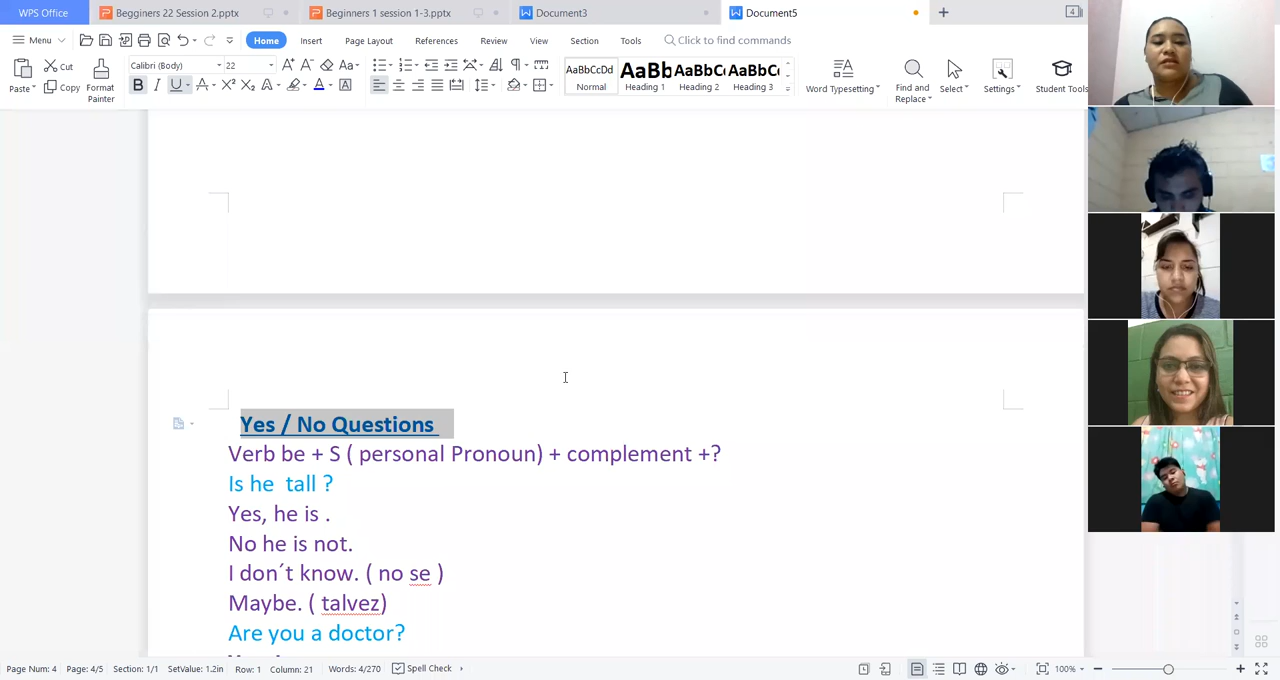 WPS Office
Begginers 22 Session 2.pptx
Beginners 1 session 1-3.pptx
Document3
Document5
4
Menu
Home
Insert
Page Layout
References
Review
View
Section
Tools
Click to find commands
Paste
Cut
Copy
Format Painter
Calibri (Body)
22
AaBbCcDd
Normal
AaBb
Heading 1
AaBbC
Heading 2
AaBbC
Heading 3
Word Typesetting
Find and Replace
Select
Settings
Student Tools
Yes / No Questions
Verb be + S ( personal Pronoun) + complement +?
Is he  tall ?
Yes, he is .
No he is not.
I don´t know. ( no se )
Maybe. ( talvez)
Are you a doctor?
Page Num: 4
Page: 4/5
Section: 1/1
SetValue: 1.2in
Row: 1
Column: 21
Words: 4/270
Spell Check
100%